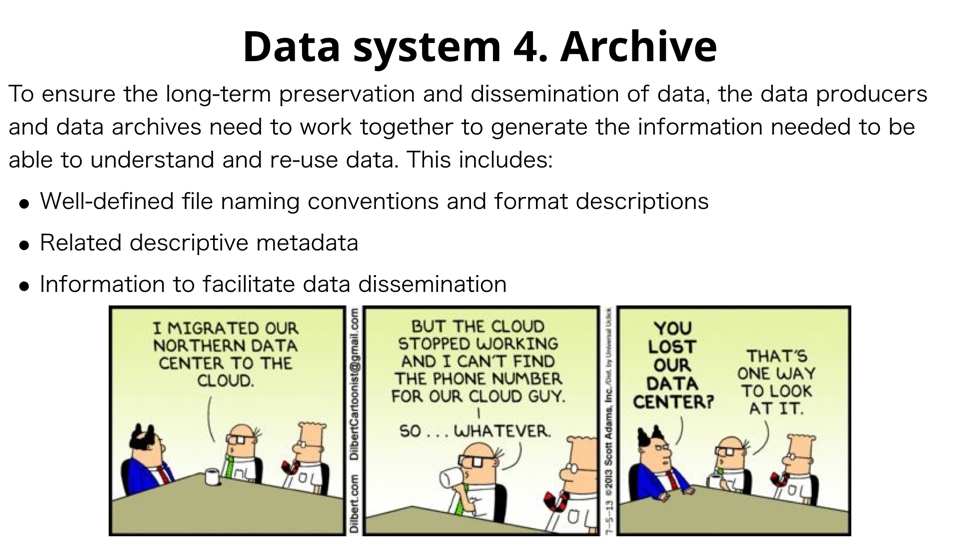 Data system 4. Archive
To ensure the long-term preservation and dissemination of data, the data producers
and data archives need to work together to generate the information needed to be
able to understand and re-use data. This includes:
• Well-defined file naming conventions and format descriptions
• Related descriptive metadata
• Information to facilitate data dissemination
I MIGRATED OUR
NORTHERN DATA
CENTER TO THE
CLOUD.
Dilbert.com DilbertCartoonist@gmail.com
BUT THE CLOUD
STOPPED WORKING
AND I CAN'T FIND
THE PHONE NUMBER
FOR OUR CLOUD GUY.
SO... WHATEVER.
7-5-13 ©2013 Scott Adams, Inc./Dist. by Universal Uclick
YOU
LOST
OUR
DATA
CENTER?
THAT'S
ONE WAY
TO LOOK
AT IT.